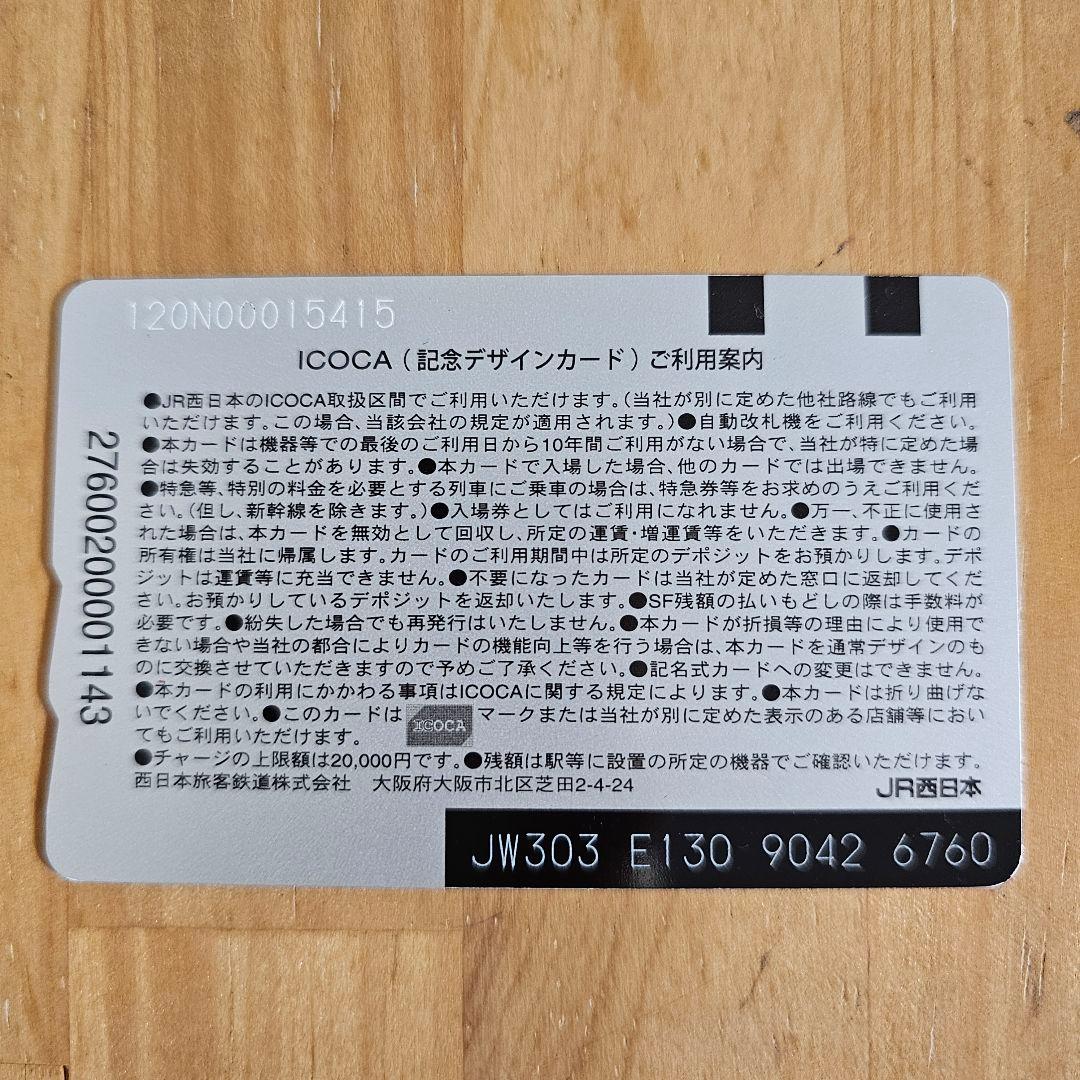 120N00015415
ICOCA（記念デザインカード）ご利用案内
●JR西日本のICOCA取扱区間でご利用いただけます。（当社が別に定めた他社路線でもご利用
いただけます。この場合、当該会社の規定が適用されます。）●自動改札機をご利用ください。
●本カードは機器等での最後のご利用日から10年間ご利用がない場合で、当社が特に定めた場
合は失効することがあります。●本カードで入場した場合、他のカードでは出場できません。
●特急等、特別の料金を必要とする列車にご乗車の場合は、特急券等をお求めのうえご利用くだ
さい。（但し、新幹線を除きます。）●入場券としてはご利用になれません。●万一、不正に使用さ
れた場合は、本カードを無効として回収し、所定の運賃・増運賃等をいただきます。●カードの
所有権は当社に帰属します。カードのご利用期間中は所定のデポジットをお預かりします。デポ
ジットは運賃等に充当できません。●不要になったカードは当社が定めた窓口に返却してくだ
さい。お預かりしているデポジットを返却いたします。●SF残額の払いもどしの際は手数料が
必要です。●紛失した場合でも再発行はいたしません。●本カードが折損等の理由により使用で
きない場合や当社の都合によりカードの機能向上等を行う場合は、本カードを通常デザインのも
のに交換させていただきますので予めご了承ください。●記名式カードへの変更はできません。
●本カードの利用にかかわる事項はICOCAに関する規定によります。●本カードは折り曲げな
いでください。●このカードは ICOCA マークまたは当社が別に定めた表示のある店舗等におい
てもご利用いただけます。
●チャージの上限額は20,000円です。●残額は駅等に設置の所定の機器でご確認いただけます。
西日本旅客鉄道株式会社　大阪府大阪市北区芝田2-4-24
JR西日本
JW303 E130 9042 6760
27600200001143